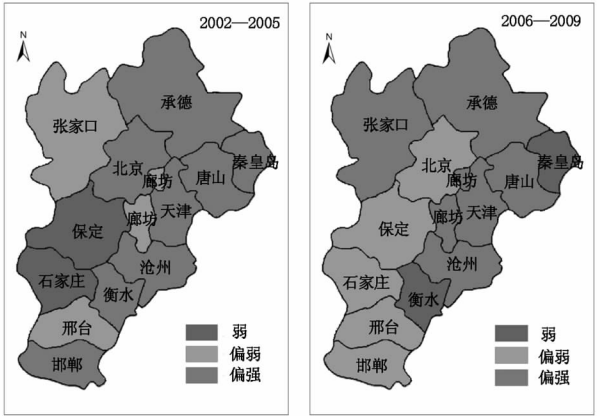 2002—2005
N
承德
张家口
北京
秦皇岛
廊坊
唐山
天津
廊坊
保定
沧州
石家庄
衡水
邢台
邯郸
弱
偏弱
偏强
2006—2009
N
承德
张家口
北京
秦皇岛
廊坊
唐山
天津
廊坊
保定
沧州
石家庄
衡水
邢台
邯郸
弱
偏弱
偏强